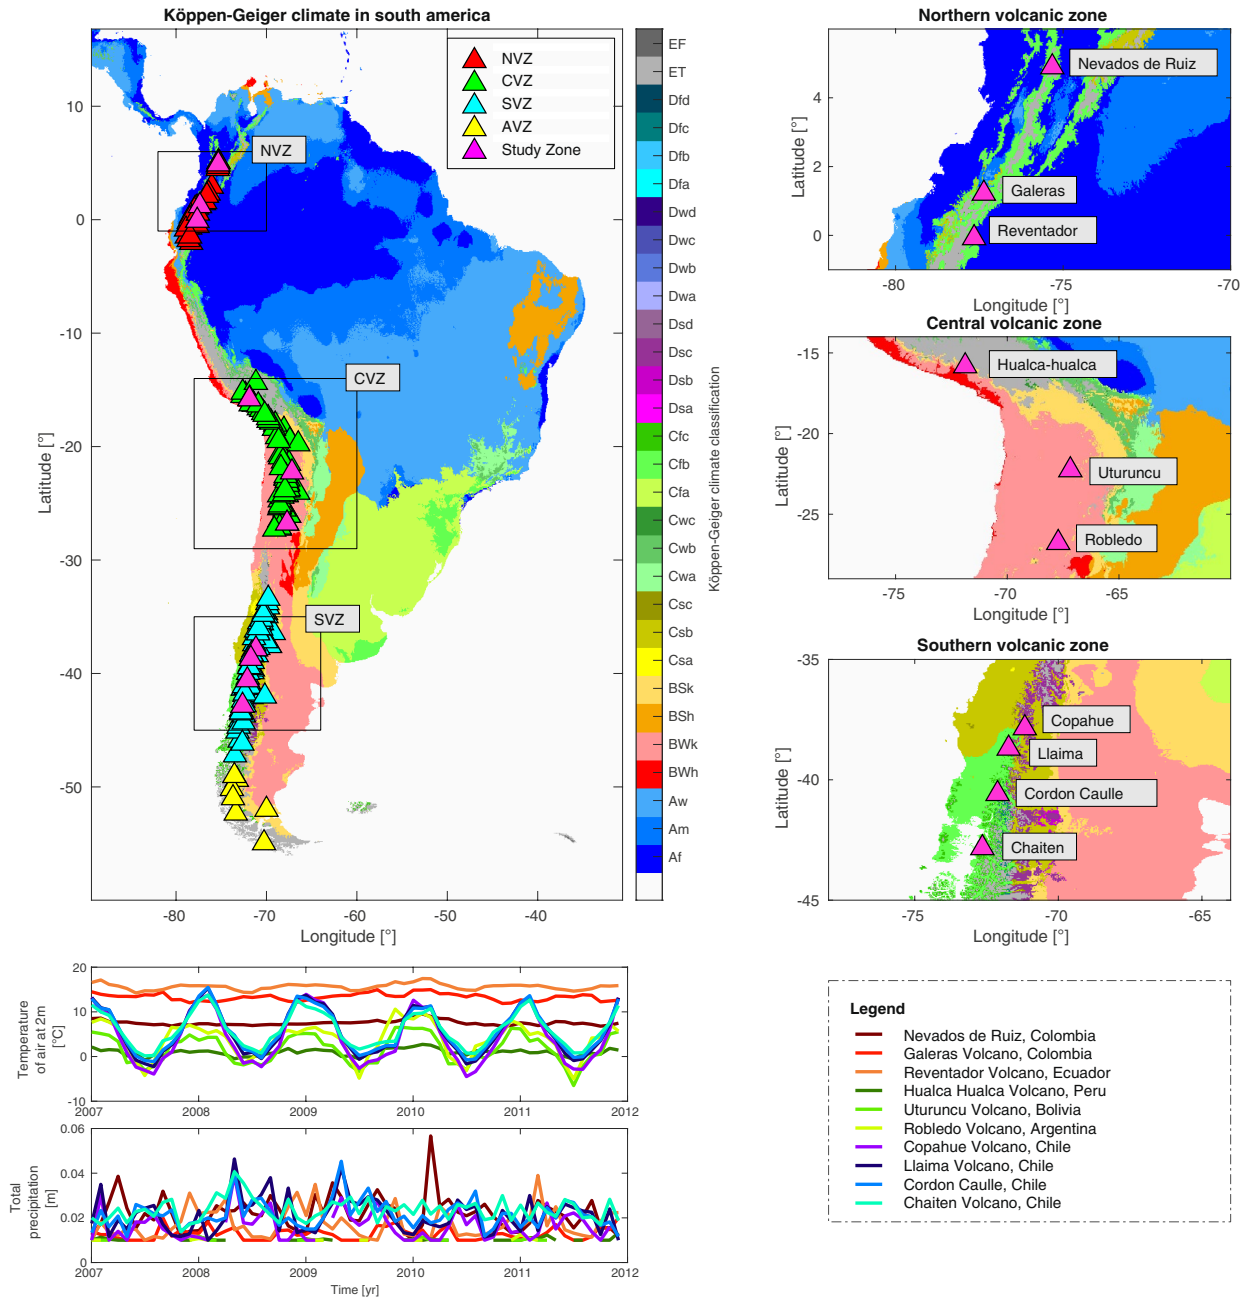 Köppen-Geiger climate in south america
NVZ
CVZ
SVZ
AVZ
Study Zone
NVZ
CVZ
SVZ
10
0
-10
-20
-30
-40
-50
Latitude [°]
-80
-70
-60
-50
-40
Longitude [°]
EF
ET
Dfd
Dfc
Dfb
Dfa
Dwd
Dwc
Dwb
Dwa
Dsd
Dsc
Dsb
Dsa
Cfc
Cfb
Cfa
Cwc
Cwb
Cwa
Csc
Csb
Csa
BSk
BSh
BWk
BWh
Aw
Am
Af
Köppen-Geiger climate classification
Northern volcanic zone
Nevados de Ruiz
Galeras
Reventador
4
2
0
Latitude [°]
-80
-75
-70
Longitude [°]
Central volcanic zone
Hualca-hualca
Uturuncu
Robledo
-15
-20
-25
Latitude [°]
-75
-70
-65
Longitude [°]
Southern volcanic zone
Copahue
Llaima
Cordon Caulle
Chaiten
-35
-40
-45
Latitude [°]
-75
-70
-65
Longitude [°]
Temperature
of air at 2m
[°C]
20
10
0
-10
2007
2008
2009
2010
2011
2012
Total
precipitation
[m]
0.06
0.04
0.02
0
2007
2008
2009
2010
2011
2012
Time [yr]
Legend
Nevados de Ruiz, Colombia
Galeras Volcano, Colombia
Reventador Volcano, Ecuador
Hualca Hualca Volcano, Peru
Uturuncu Volcano, Bolivia
Robledo Volcano, Argentina
Copahue Volcano, Chile
Llaima Volcano, Chile
Cordon Caulle, Chile
Chaiten Volcano, Chile